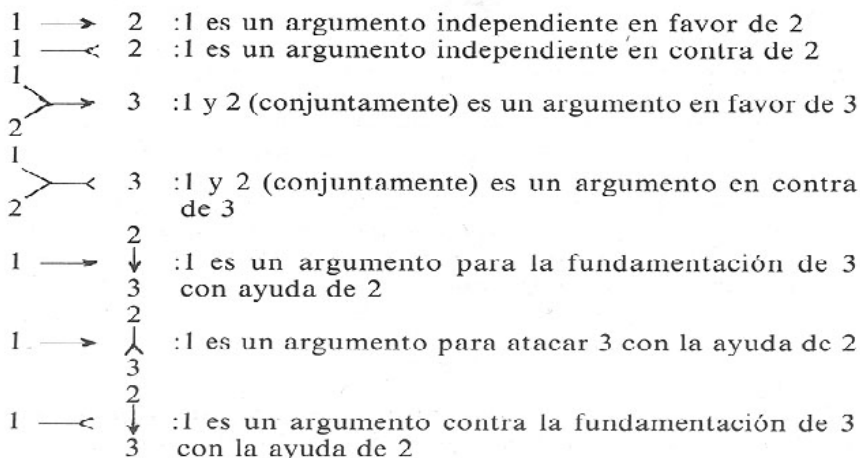 1 → 2 :1 es un argumento independiente en favor de 2
1 —< 2 :1 es un argumento independiente en contra de 2
1
3 :1 y 2 (conjuntamente) es un argumento en favor de 3
2
1
3 :1 y 2 (conjuntamente) es un argumento en contra
2 de 3
2
1 → ↓ :1 es un argumento para la fundamentación de 3
3 con ayuda de 2
2
1 → :1 es un argumento para atacar 3 con la ayuda de 2
3
2
1 —< ↓ :1 es un argumento contra la fundamentación de 3
3 con la ayuda de 2